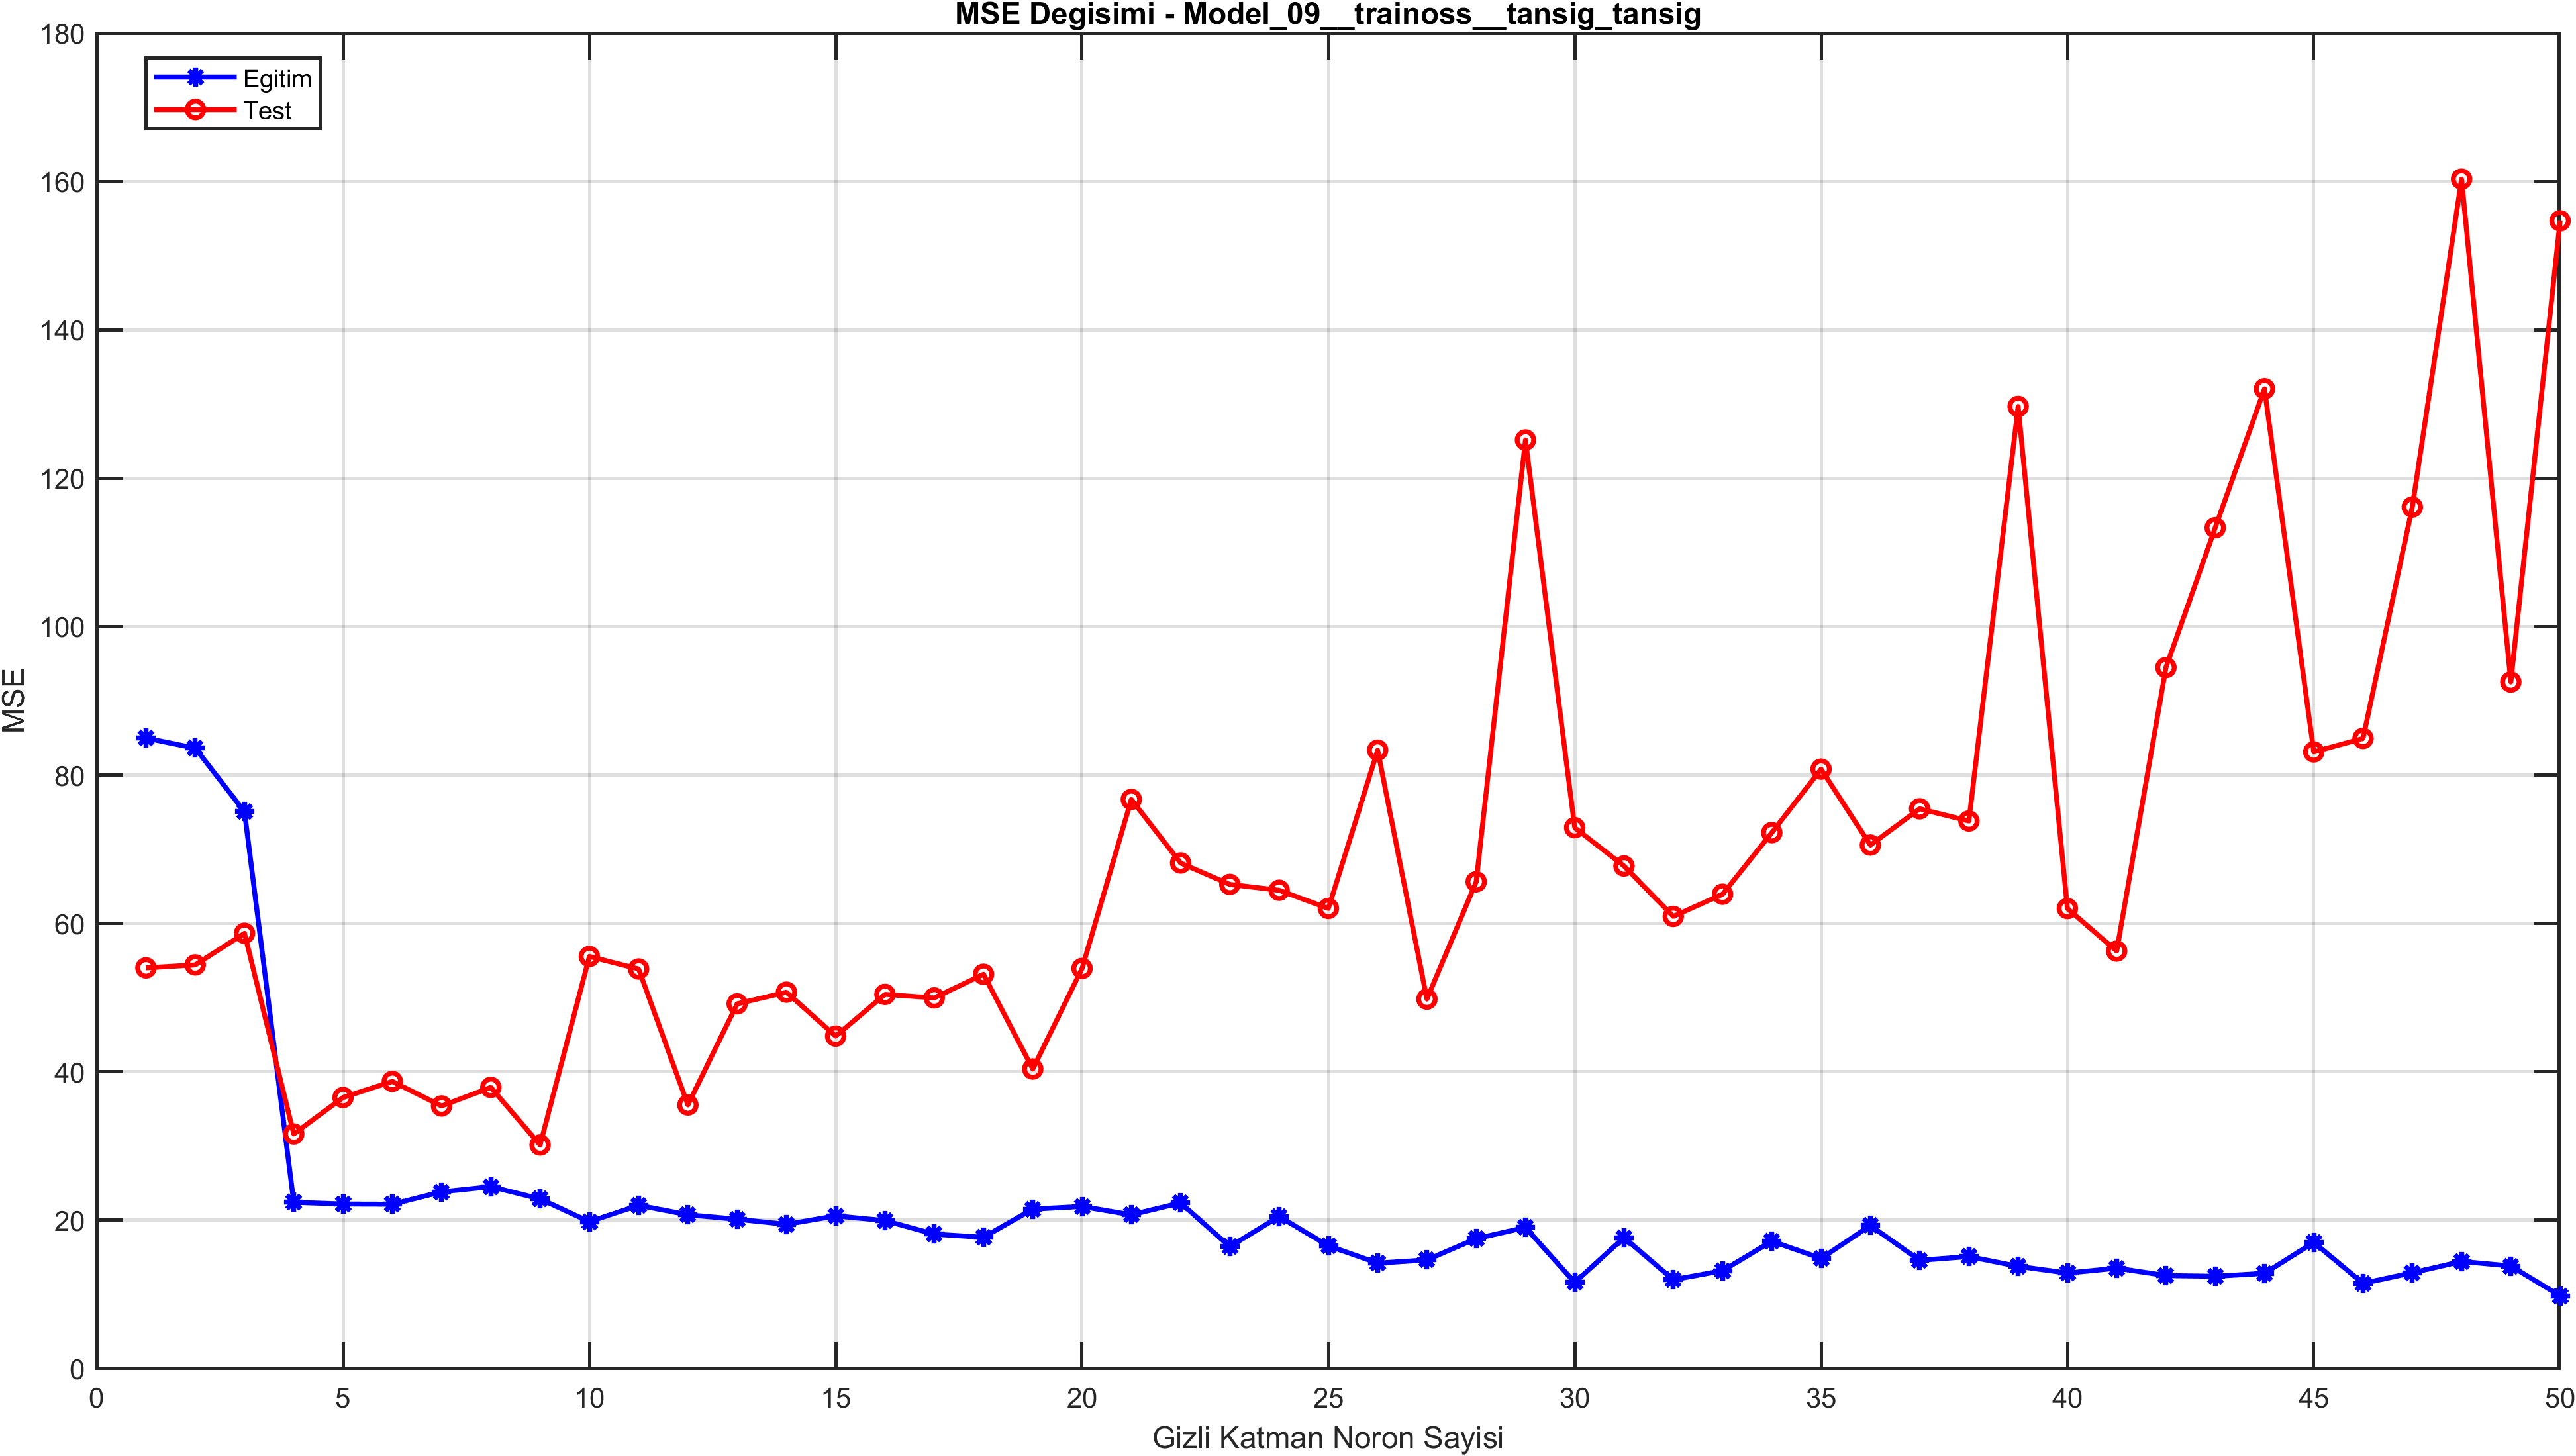 MSE Degisimi - Model_09__trainoss__tansig_tansig
Egitim
Test
MSE
180
160
140
120
100
80
60
40
20
0
0 5 10 15 20 25 30 35 40 45 50
Gizli Katman Noron Sayisi